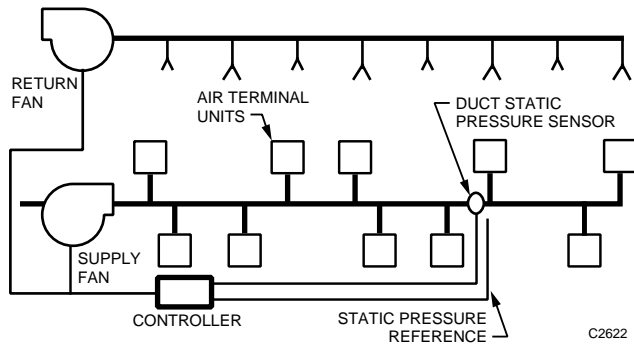 RETURN
FAN
AIR TERMINAL
UNITS
DUCT STATIC
PRESSURE SENSOR
SUPPLY
FAN
CONTROLLER
STATIC PRESSURE
REFERENCE
C2622